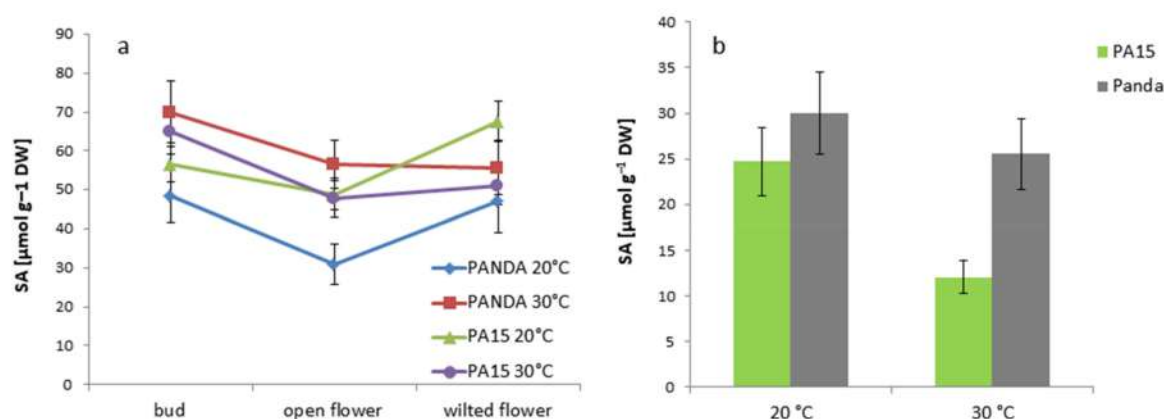 a
SA [µmol g–1 DW]
90
80
70
60
50
40
30
20
10
0
bud open flower wilted flower
PANDA 20°C
PANDA 30°C
PA15 20°C
PA15 30°C
b
SA [µmol g⁻¹ DW]
40
35
30
25
20
15
10
5
0
20 °C 30 °C
PA15
Panda